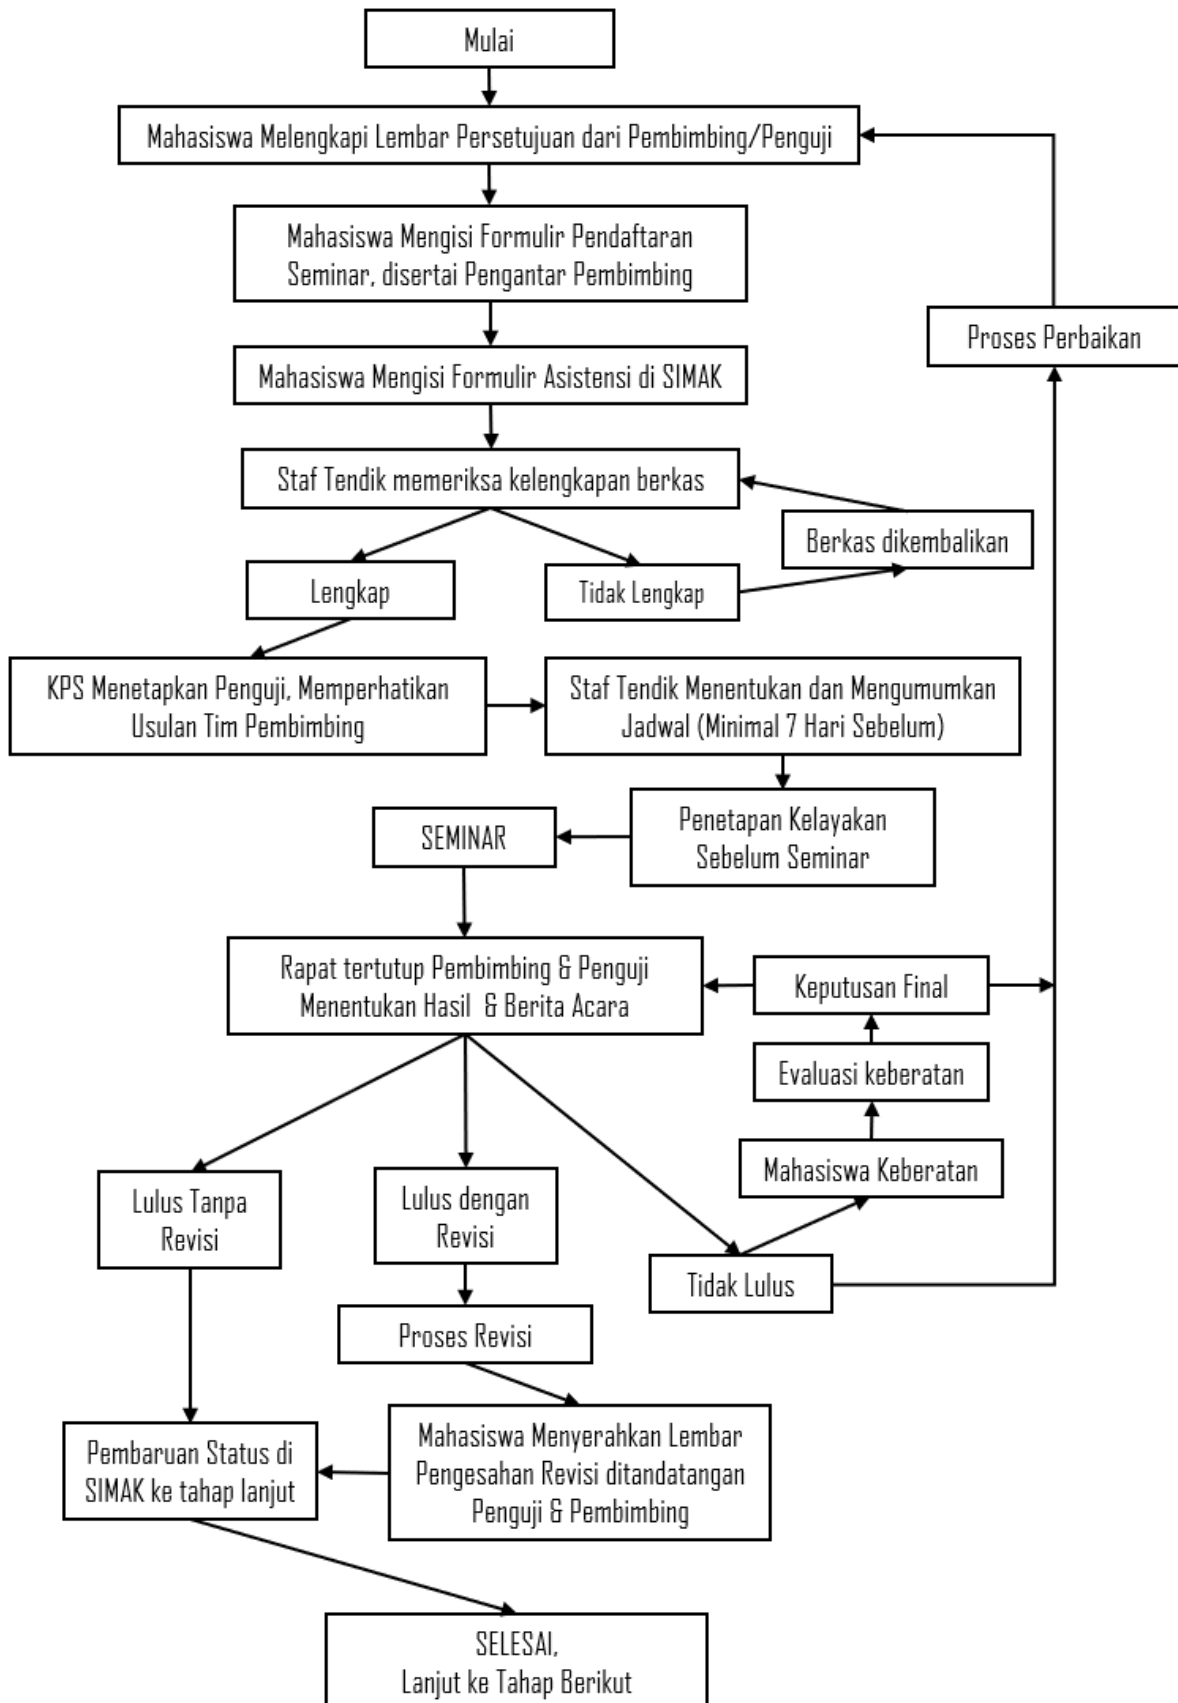 Mulai
Mahasiswa Melengkapi Lembar Persetujuan dari Pembimbing/Penguji
Mahasiswa Mengisi Formulir Pendaftaran
Seminar, disertai Pengantar Pembimbing
Proses Perbaikan
Mahasiswa Mengisi Formulir Asistensi di SIMAK
Staf Tendik memeriksa kelengkapan berkas
Berkas dikembalikan
Lengkap
Tidak Lengkap
KPS Menetapkan Penguji, Memperhatikan
Usulan Tim Pembimbing
Staf Tendik Menentukan dan Mengumumkan
Jadwal (Minimal 7 Hari Sebelum)
Penetapan Kelayakan
Sebelum Seminar
SEMINAR
Rapat tertutup Pembimbing & Penguji
Menentukan Hasil & Berita Acara
Keputusan Final
Evaluasi keberatan
Mahasiswa Keberatan
Lulus Tanpa
Revisi
Lulus dengan
Revisi
Tidak Lulus
Proses Revisi
Pembaruan Status di
SIMAK ke tahap lanjut
Mahasiswa Menyerahkan Lembar
Pengesahan Revisi ditandatangan
Penguji & Pembimbing
SELESAI,
Lanjut ke Tahap Berikut